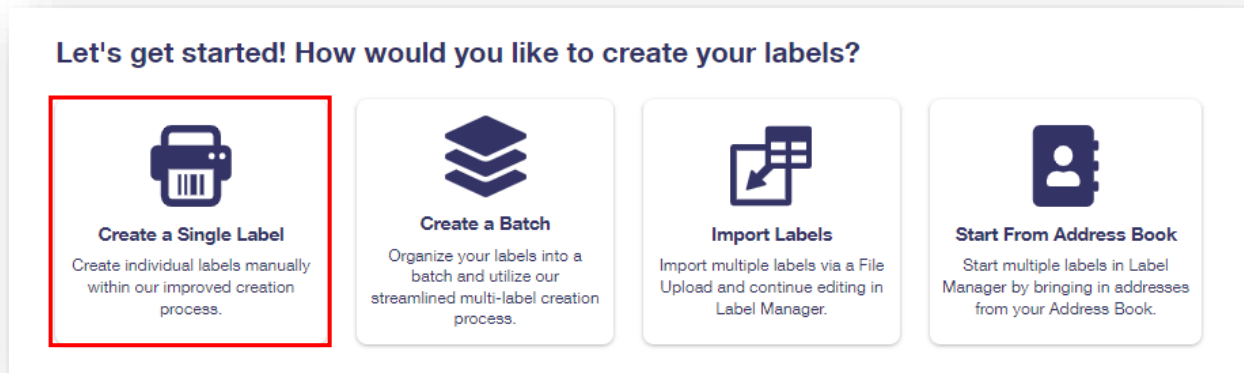 Let's get started! How would you like to create your labels?
Create a Single Label
Create individual labels manually
within our improved creation
process.
Create a Batch
Organize your labels into a
batch and utilize our
streamlined multi-label creation
process.
Import Labels
Import multiple labels via a File
Upload and continue editing in
Label Manager.
Start From Address Book
Start multiple labels in Label
Manager by bringing in addresses
from your Address Book.